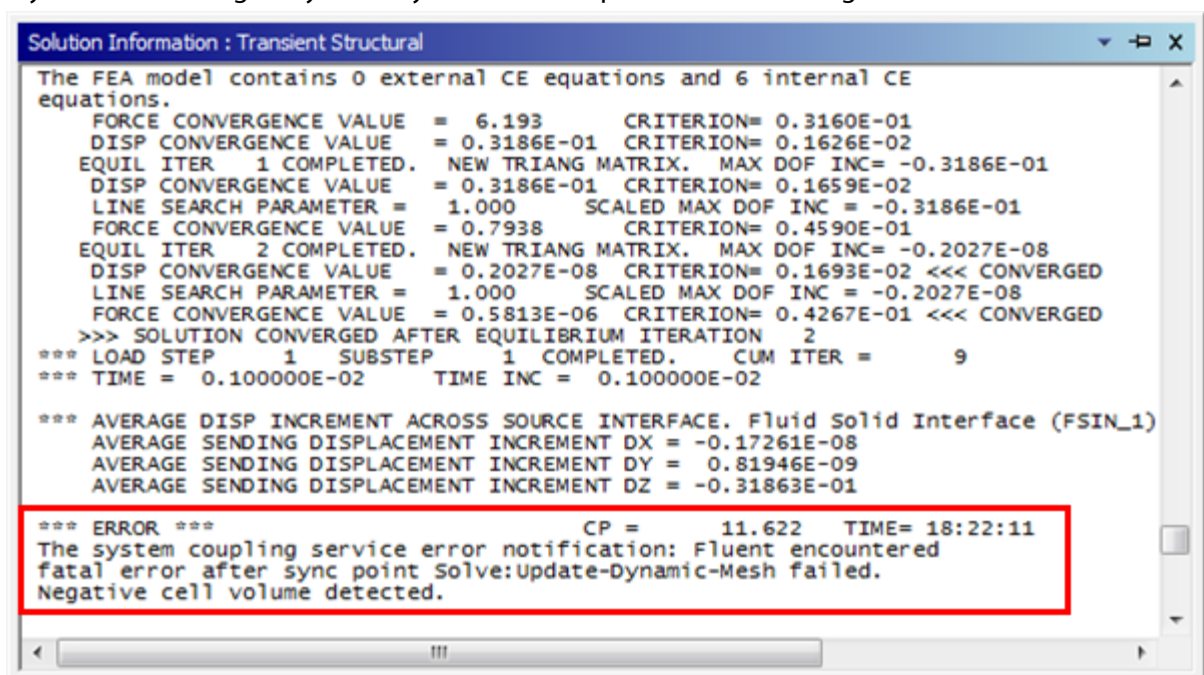 Solution Information : Transient Structural
The FEA model contains 0 external CE equations and 6 internal CE
equations.
FORCE CONVERGENCE VALUE = 6.193 CRITERION= 0.3160E-01
DISP CONVERGENCE VALUE = 0.3186E-01 CRITERION= 0.1626E-02
EQUIL ITER 1 COMPLETED. NEW TRIANG MATRIX. MAX DOF INC= -0.3186E-01
DISP CONVERGENCE VALUE = 0.3186E-01 CRITERION= 0.1659E-02
LINE SEARCH PARAMETER = 1.000 SCALED MAX DOF INC = -0.3186E-01
FORCE CONVERGENCE VALUE = 0.7938 CRITERION= 0.4590E-01
EQUIL ITER 2 COMPLETED. NEW TRIANG MATRIX. MAX DOF INC= -0.2027E-08
DISP CONVERGENCE VALUE = 0.2027E-08 CRITERION= 0.1693E-02 <<< CONVERGED
LINE SEARCH PARAMETER = 1.000 SCALED MAX DOF INC = -0.2027E-08
FORCE CONVERGENCE VALUE = 0.5813E-06 CRITERION= 0.4267E-01 <<< CONVERGED
>>> SOLUTION CONVERGED AFTER EQUILIBRIUM ITERATION 2
*** LOAD STEP 1 SUBSTEP 1 COMPLETED. CUM ITER = 9
*** TIME = 0.100000E-02 TIME INC = 0.100000E-02
*** AVERAGE DISP INCREMENT ACROSS SOURCE INTERFACE. Fluid Solid Interface (FSIN_1)
AVERAGE SENDING DISPLACEMENT INCREMENT DX = -0.17261E-08
AVERAGE SENDING DISPLACEMENT INCREMENT DY = 0.81946E-09
AVERAGE SENDING DISPLACEMENT INCREMENT DZ = -0.31863E-01
*** ERROR *** CP = 11.622 TIME= 18:22:11
The system coupling service error notification: Fluent encountered
fatal error after sync point Solve:Update-Dynamic-Mesh failed.
Negative cell volume detected.